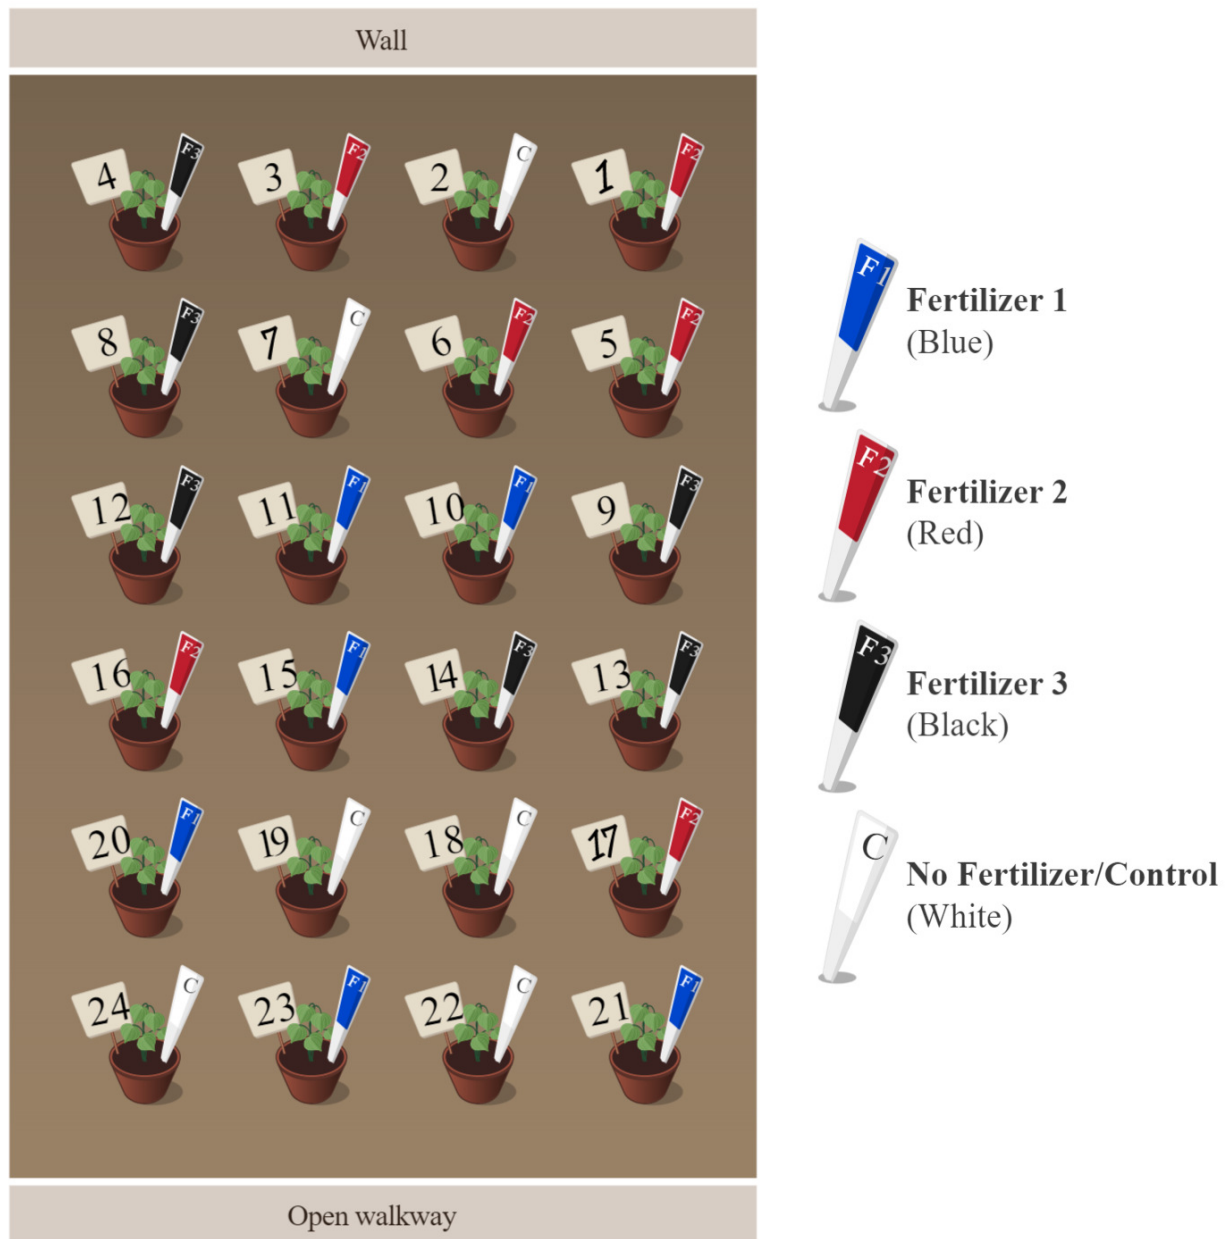 Wall
4 F3 3 F2 2 C 1 F2
8 F3 7 C 6 F2 5 F2
12 F3 11 F1 10 F1 9 F3
16 F2 15 F1 14 F3 13 F3
20 F1 19 C 18 C 17 F2
24 C 23 F1 22 C 21 F1
Open walkway
F1
Fertilizer 1
(Blue)
F2
Fertilizer 2
(Red)
F3
Fertilizer 3
(Black)
C
No Fertilizer/Control
(White)